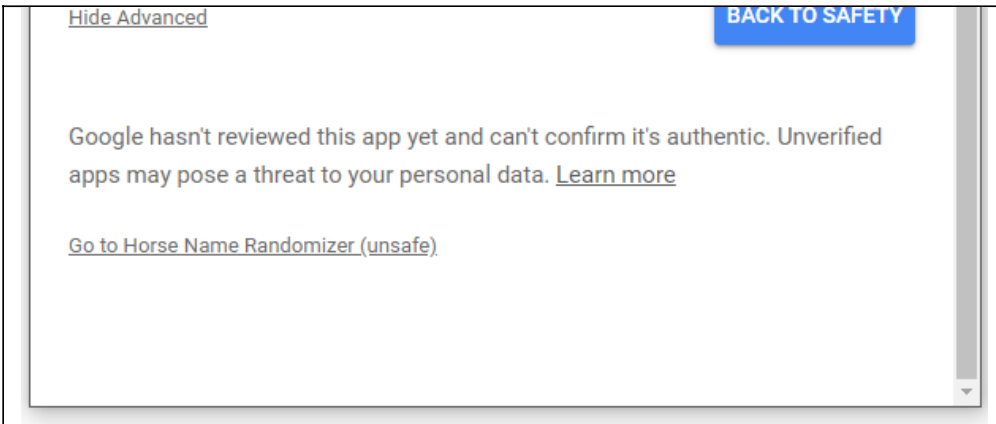 Hide Advanced
BACK TO SAFETY
Google hasn't reviewed this app yet and can't confirm it's authentic. Unverified
apps may pose a threat to your personal data. Learn more
Go to Horse Name Randomizer (unsafe)